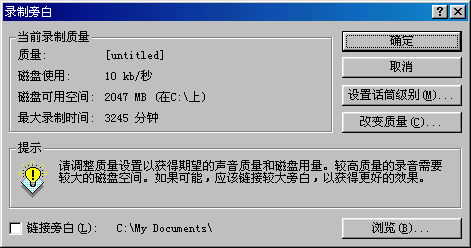 录制旁白
当前录制质量
质量: [untitled]
磁盘使用: 10 kb/秒
磁盘可用空间: 2047 MB (在C:\上)
最大录制时间: 3245 分钟
确定
取消
设置话筒级别(M)...
改变质量(C)...
提示
请调整质量设置以获得期望的声音质量和磁盘用量。较高质量的录音需要
较大的磁盘空间。如果可能，应该链接较大旁白，以获得更好的效果。
链接旁白(L): C:\My Documents\
浏览(B)...